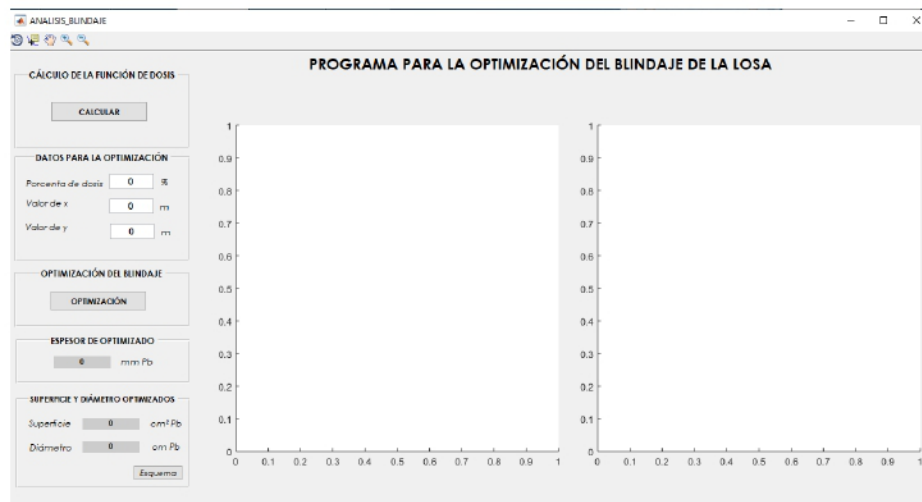 ANALISIS_BLINDAJE
PROGRAMA PARA LA OPTIMIZACIÓN DEL BLINDAJE DE LA LOSA
CÁLCULO DE LA FUNCIÓN DE DOSIS
CALCULAR
DATOS PARA LA OPTIMIZACIÓN
Porcenta de dosis 0 %
Valor de x 0 m
Valor de y 0 m
OPTIMIZACIÓN DEL BLINDAJE
OPTIMIZACIÓN
ESPESOR DE OPTIMIZADO
0 mm Pb
SUPERFICIE Y DIÁMETRO OPTIMIZADOS
Superficie 0 cm² Pb
Diámetro 0 cm Pb
Esquema
1
0.9
0.8
0.7
0.6
0.5
0.4
0.3
0.2
0.1
0
0 0.1 0.2 0.3 0.4 0.5 0.6 0.7 0.8 0.9 1
1
0.9
0.8
0.7
0.6
0.5
0.4
0.3
0.2
0.1
0
0 0.1 0.2 0.3 0.4 0.5 0.6 0.7 0.8 0.9 1